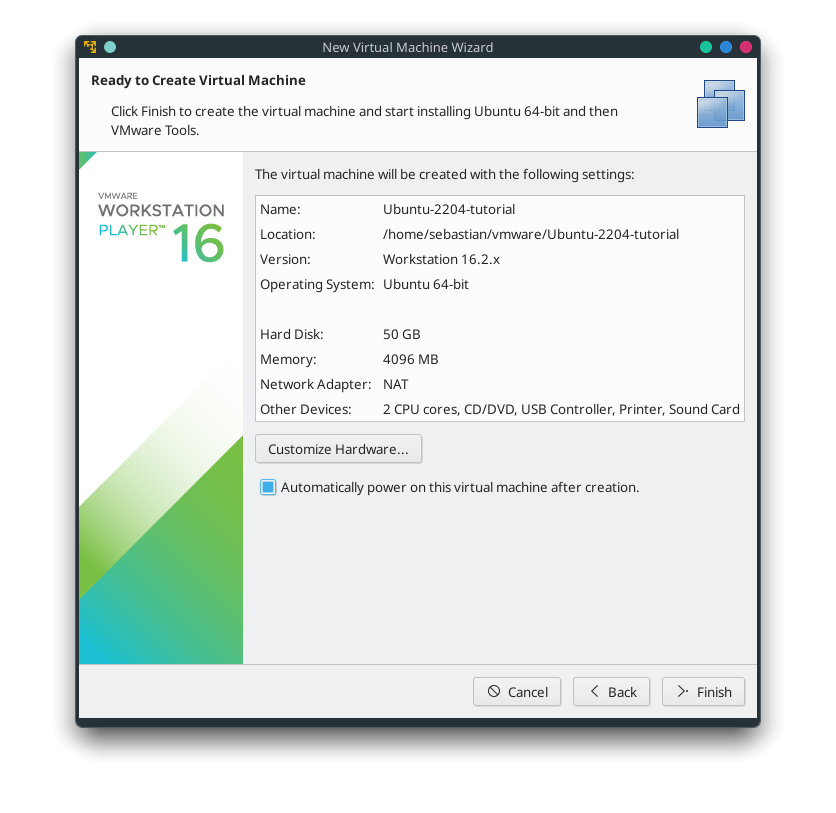 New Virtual Machine Wizard
Ready to Create Virtual Machine
Click Finish to create the virtual machine and start installing Ubuntu 64-bit and then
VMware Tools.
VMWARE
WORKSTATION
PLAYER™ 16
The virtual machine will be created with the following settings:
Name: Ubuntu-2204-tutorial
Location: /home/sebastian/vmware/Ubuntu-2204-tutorial
Version: Workstation 16.2.x
Operating System: Ubuntu 64-bit
Hard Disk: 50 GB
Memory: 4096 MB
Network Adapter: NAT
Other Devices: 2 CPU cores, CD/DVD, USB Controller, Printer, Sound Card
Customize Hardware...
Automatically power on this virtual machine after creation.
Cancel Back Finish